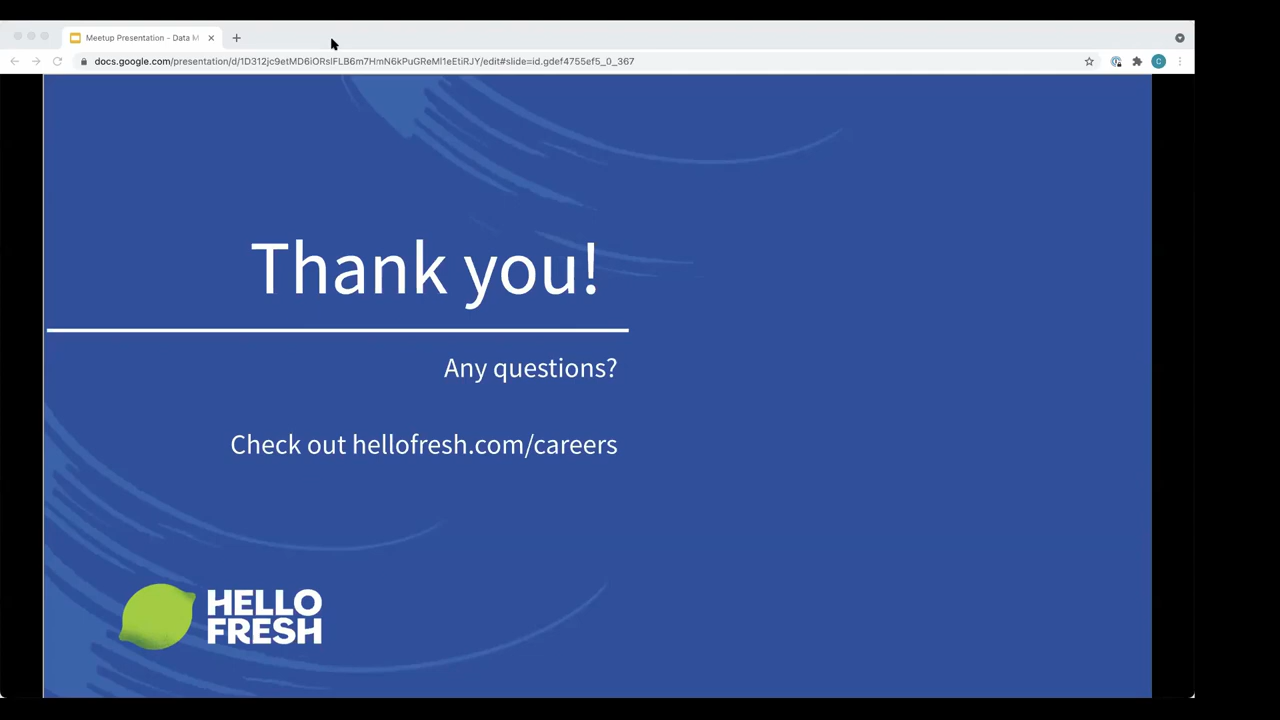 Meetup Presentation - Data M
docs.google.com/presentation/d/1D312jc9etMD6iORsIFLB6m7HmN6kPuGReMl1eEtiRJY/edit#slide=id.gdef4755ef5_0_367
C
Thank you!
Any questions?
Check out hellofresh.com/careers
HELLO
FRESH